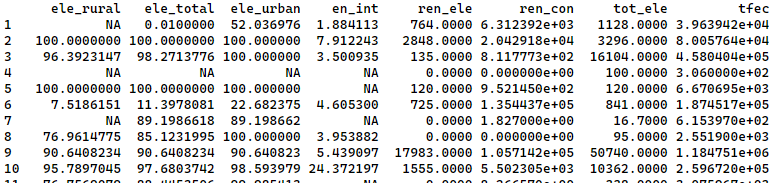 ele_rural ele_total ele_urban en_int ren_ele ren_con tot_ele tfec
1 NA 0.0100000 52.036976 1.884113 764.0000 6.312392e+03 1128.0000 3.963942e+04
2 100.0000000 100.0000000 100.000000 7.912243 2848.0000 2.042918e+04 3296.0000 8.005764e+04
3 96.3923147 98.2713776 100.000000 3.500935 135.0000 8.117773e+02 16104.0000 4.580404e+05
4 NA NA NA NA 0.0000 0.000000e+00 100.0000 3.060000e+02
5 100.0000000 100.0000000 100.000000 NA 120.0000 9.521450e+02 120.0000 6.670695e+03
6 7.5186151 11.3978081 22.682375 4.605300 725.0000 1.354437e+05 841.0000 1.874517e+05
7 NA 89.1986618 89.198662 NA 0.0000 1.827000e+00 16.7000 6.153970e+02
8 76.9614775 85.1231995 100.000000 3.953882 0.0000 0.000000e+00 95.0000 2.551900e+03
9 90.6408234 90.6408234 90.640823 5.439097 17983.0000 1.057142e+05 50740.0000 1.184751e+06
10 95.7897045 97.6803742 98.593979 24.372197 1555.0000 5.502305e+03 10362.0000 2.596720e+05